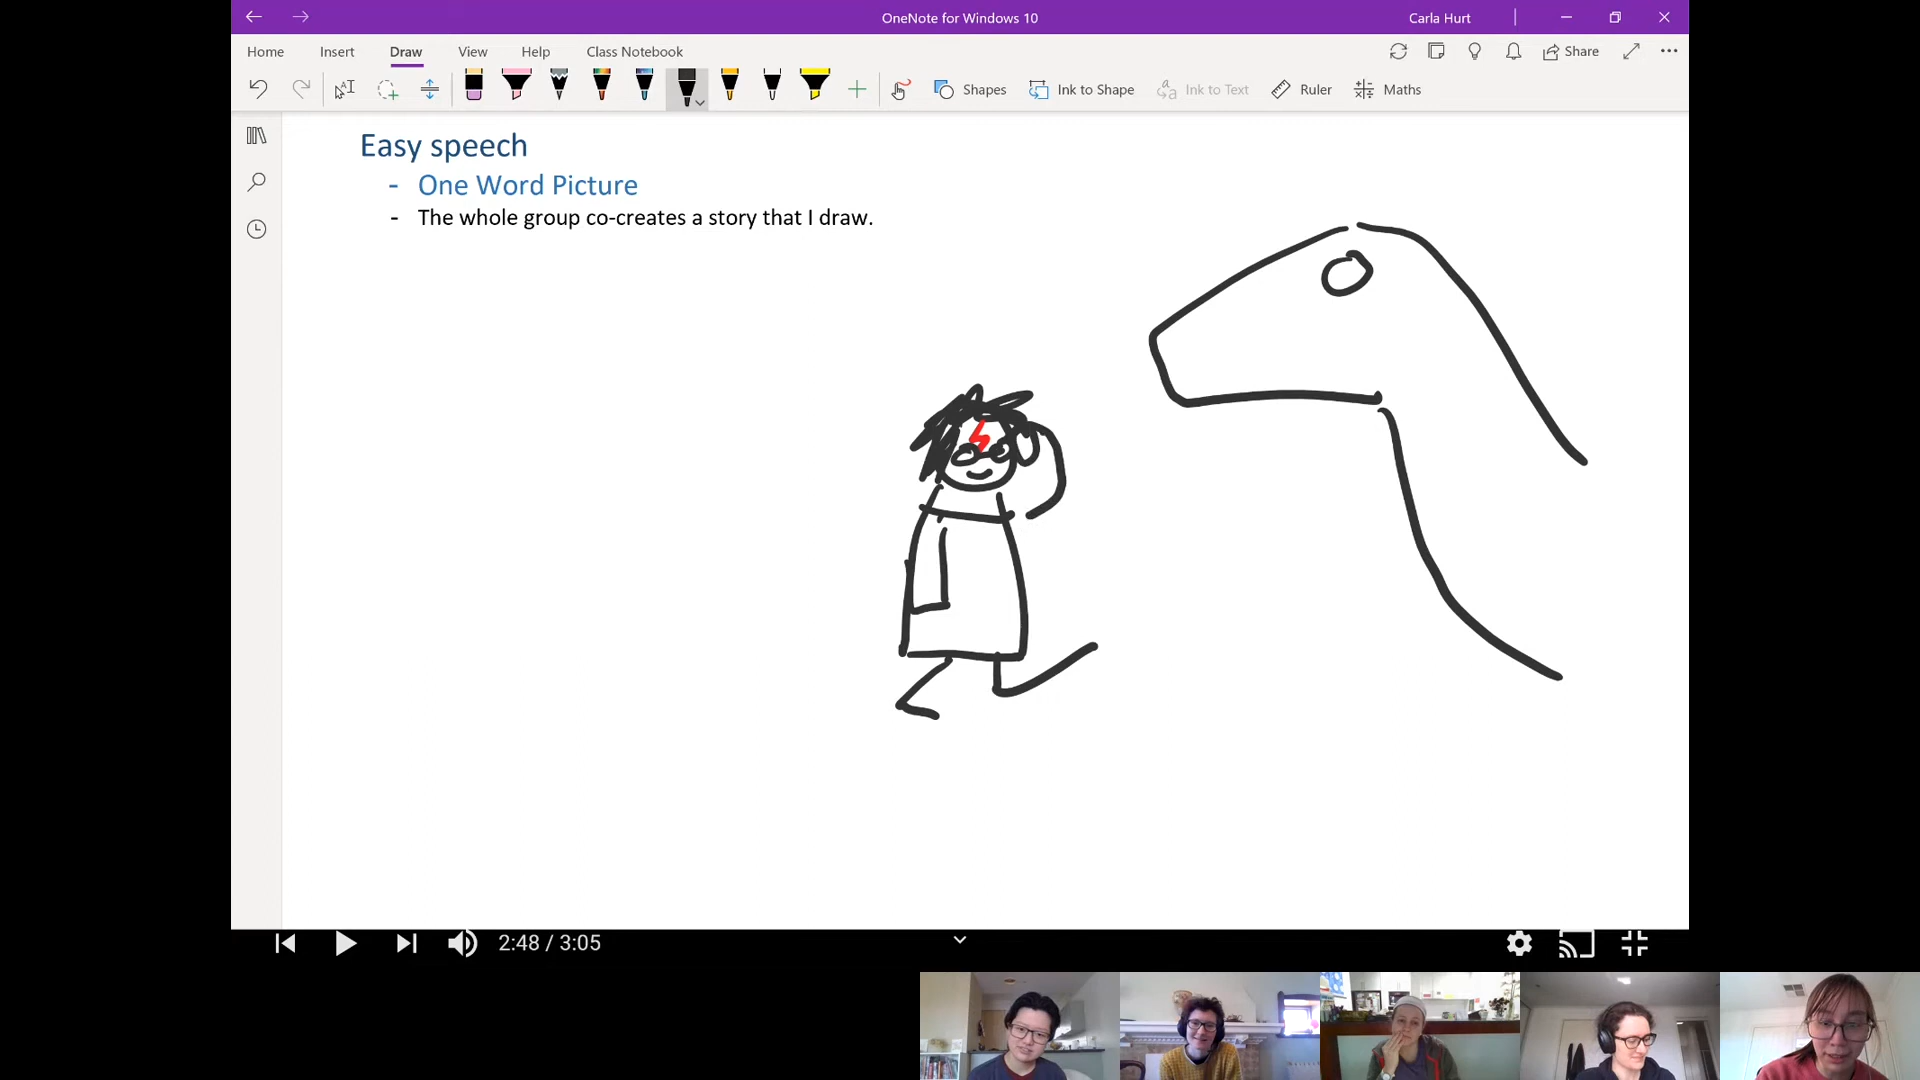 OneNote for Windows 10
Carla Hurt
Home Insert Draw View Help Class Notebook
Share
Shapes Ink to Shape Ink to Text Ruler Maths
Easy speech
- One Word Picture
- The whole group co-creates a story that I draw.
2:48 / 3:05